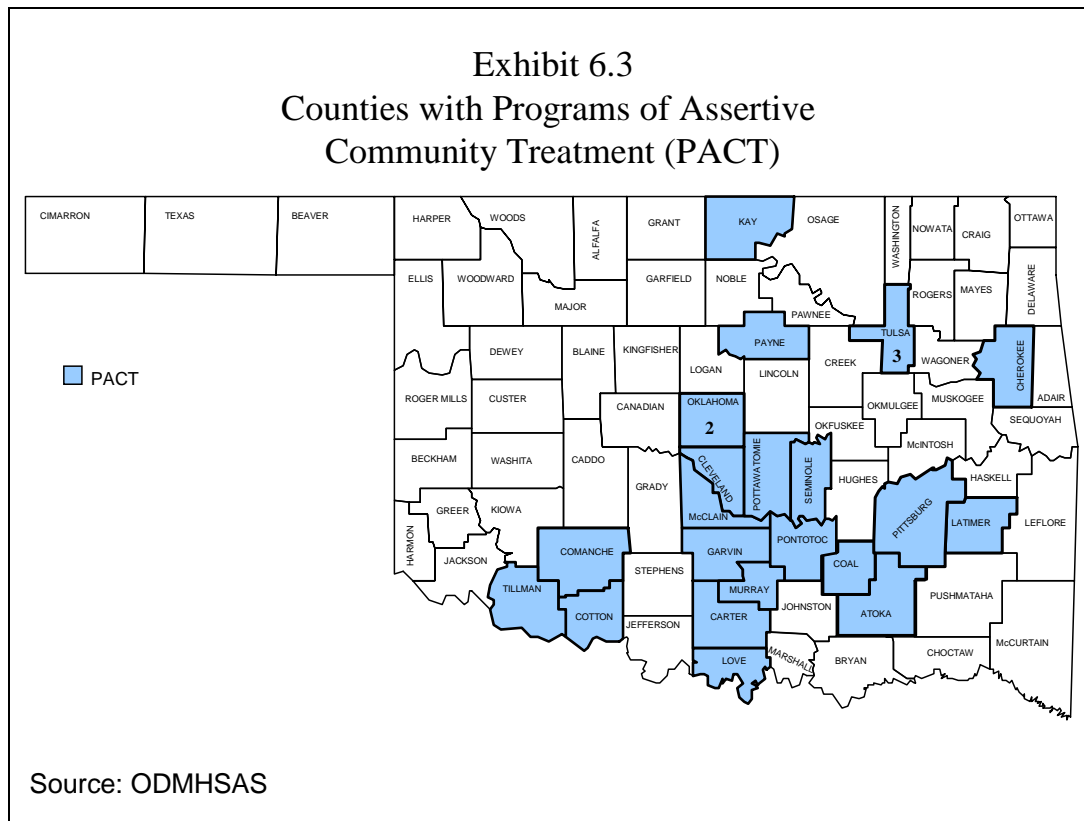 Exhibit 6.3
Counties with Programs of Assertive
Community Treatment (PACT)
CIMARRON
TEXAS
BEAVER
HARPER
WOODS
ALFALFA
GRANT
KAY
OSAGE
WASHINGTON
NOWATA
CRAIG
OTTAWA
ELLIS
WOODWARD
MAJOR
GARFIELD
NOBLE
PAWNEE
ROGERS
MAYES
DELAWARE
PACT
DEWEY
BLAINE
KINGFISHER
LOGAN
PAYNE
LINCOLN
CREEK
TULSA
3
WAGONER
CHEROKEE
ADAIR
ROGER MILLS
CUSTER
CANADIAN
OKLAHOMA
2
OKFUSKEE
OKMULGEE
MUSKOGEE
SEQUOYAH
BECKHAM
WASHITA
CADDO
GRADY
CLEVELAND
McCLAIN
POTTAWATOMIE
SEMINOLE
HUGHES
McINTOSH
HASKELL
PITTSBURG
LATIMER
LEFLORE
HARMON
GREER
KIOWA
JACKSON
COMANCHE
TILLMAN
COTTON
STEPHENS
JEFFERSON
GARVIN
MURRAY
CARTER
LOVE
PONTOTOC
COAL
JOHNSTON
ATOKA
PUSHMATAHA
MARSHALL
BRYAN
CHOCTAW
McCURTAIN
Source: ODMHSAS